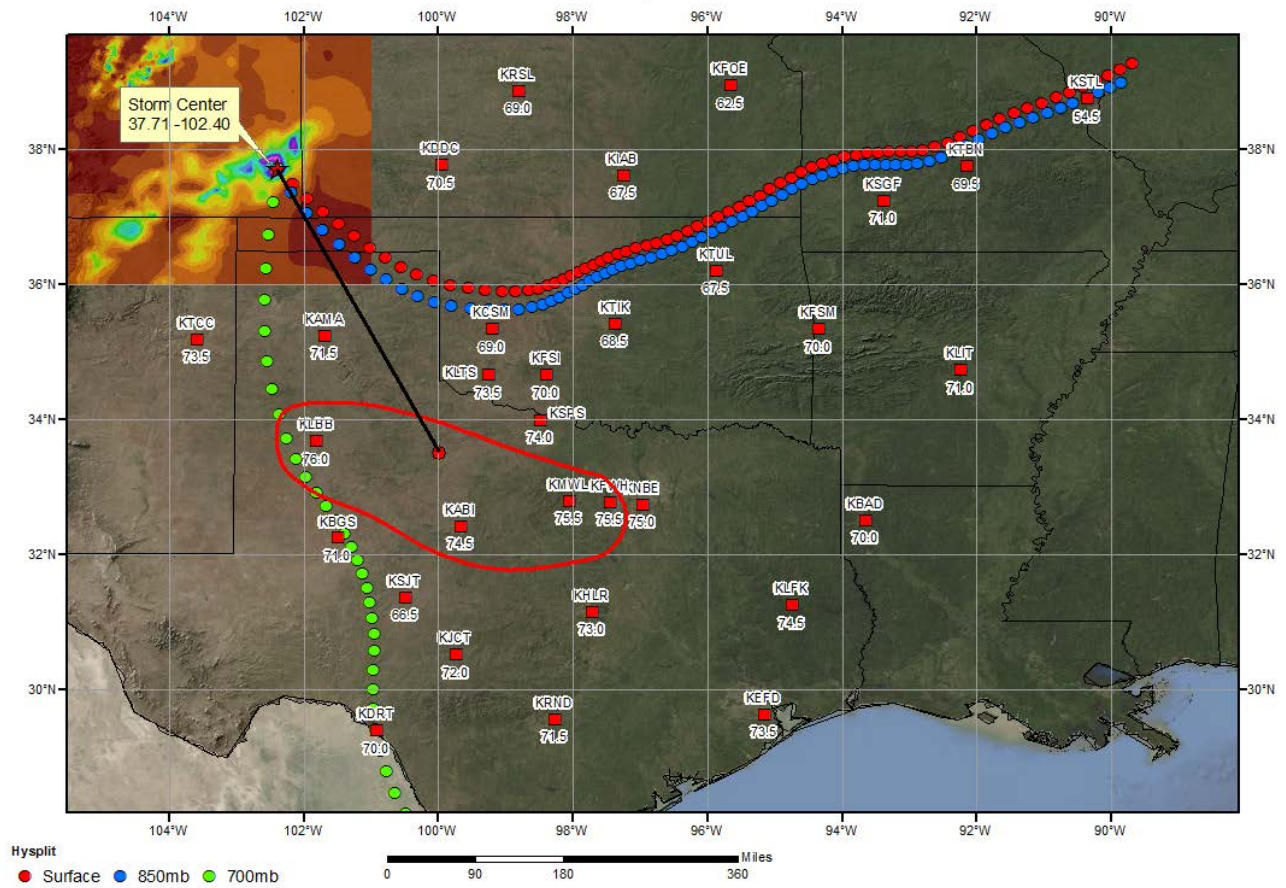 104°W 102°W 100°W 98°W 96°W 94°W 92°W 90°W
KRSL
69.0
KFOE
62.5
KSTL
54.5
Storm Center
37.71 -102.40
38°N
38°N
KDDC
70.5
KIAB
67.5
KTBN
69.5
KSGF
71.0
36°N
36°N
KTUL
67.5
KTCC
73.5
KAMA
71.5
KCSM
69.0
KTIK
68.5
KFSM
70.0
KLIT
71.0
KLTS
73.5
KFSI
70.0
34°N
34°N
KLBB
76.0
KSPS
74.0
KMWL
75.5
75.5
KNBE
75.0
KABI
74.5
KBAD
70.0
KBGS
71.0
32°N
32°N
KSJT
66.5
KHLR
73.0
KLFK
74.5
KJCT
72.0
30°N
30°N
KDRT
70.0
KRND
71.5
KEFD
73.5
104°W 102°W 100°W 98°W 96°W 94°W 92°W 90°W
Hysplit
Surface 850mb 700mb
Miles
0 90 180 360